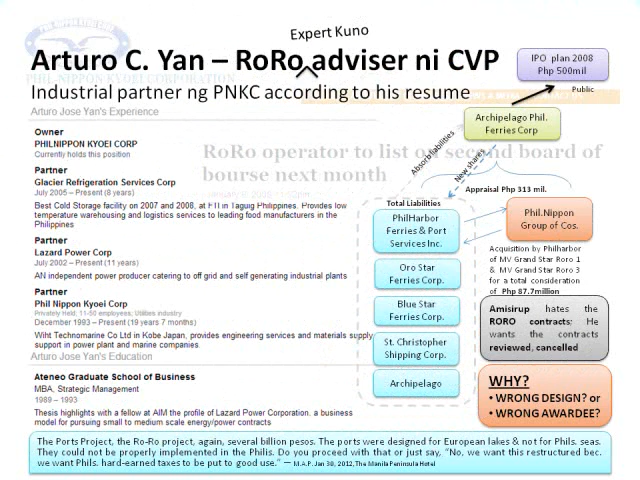 Expert Kuno
Arturo C. Yan – RoRo adviser ni CVP
Industrial partner ng PNKC according to his resume
IPO plan 2008
Php 500mil
Public
PHIL-NIPPON KYOEI CORPORATION
Arturo Jose Yan's Experience
Owner
PHILNIPPON KYOEI CORP
Currently holds this position
Partner
Glacier Refrigeration Services Corp
July 2005 – Present (8 years)
Best Cold Storage facility on 2007 and 2008, at FTI in Taguig Philippines. Provides low
temperature warehousing and logistics services to leading food manufacturers in the
Philippines
Partner
Lazard Power Corp
July 2002 – Present (11 years)
AN independent power producer catering to off grid and self generating industrial plants
Partner
Phil Nippon Kyoei Corp
Privately Held; 11-50 employees; Utilities industry
December 1993 – Present (19 years 7 months)
Wiht Technomarine Co Ltd in Kobe Japan, provides engineering services and materials supply
support in power plant and marine companies
Arturo Jose Yan's Education
Ateneo Graduate School of Business
MBA, Strategic Management
1989 – 1993
Thesis highlights with a fellow at AIM the profile of Lazard Power Corporation. a business
model for pursuing small to medium scale energy/power contracts
RoRo operator to list on second board of
bourse next month
Archipelago Phil.
Ferries Corp
Absorb liabilities
New shares
Appraisal Php 313 mil.
Total Liabilities
PhilHarbor
Ferries & Port
Services Inc.
Oro Star
Ferries Corp.
Blue Star
Ferries Corp.
St. Christopher
Shipping Corp.
Archipelago
Phil.Nippon
Group of Cos.
Acquisition by Philharbor
of MV Grand Star Roro 1
& MV Grand Star Roro 3
for a total consideration
of Php 87.7million
Amisirup hates the
RORO contracts; He
wants the contracts
reviewed, cancelled
WHY?
• WRONG DESIGN? or
• WRONG AWARDEE?
The Ports Project, the Ro-Ro project, again, several billion pesos. The ports were designed for European lakes & not for Phils. seas.
They could not be properly implemented in the Philis. Do you proceed with that or just say, "No, we want this restructured bec.
we want Phils. hard-earned taxes to be put to good use." — M.A.P. Jan 30, 2012, The Manila Peninsula Hotel